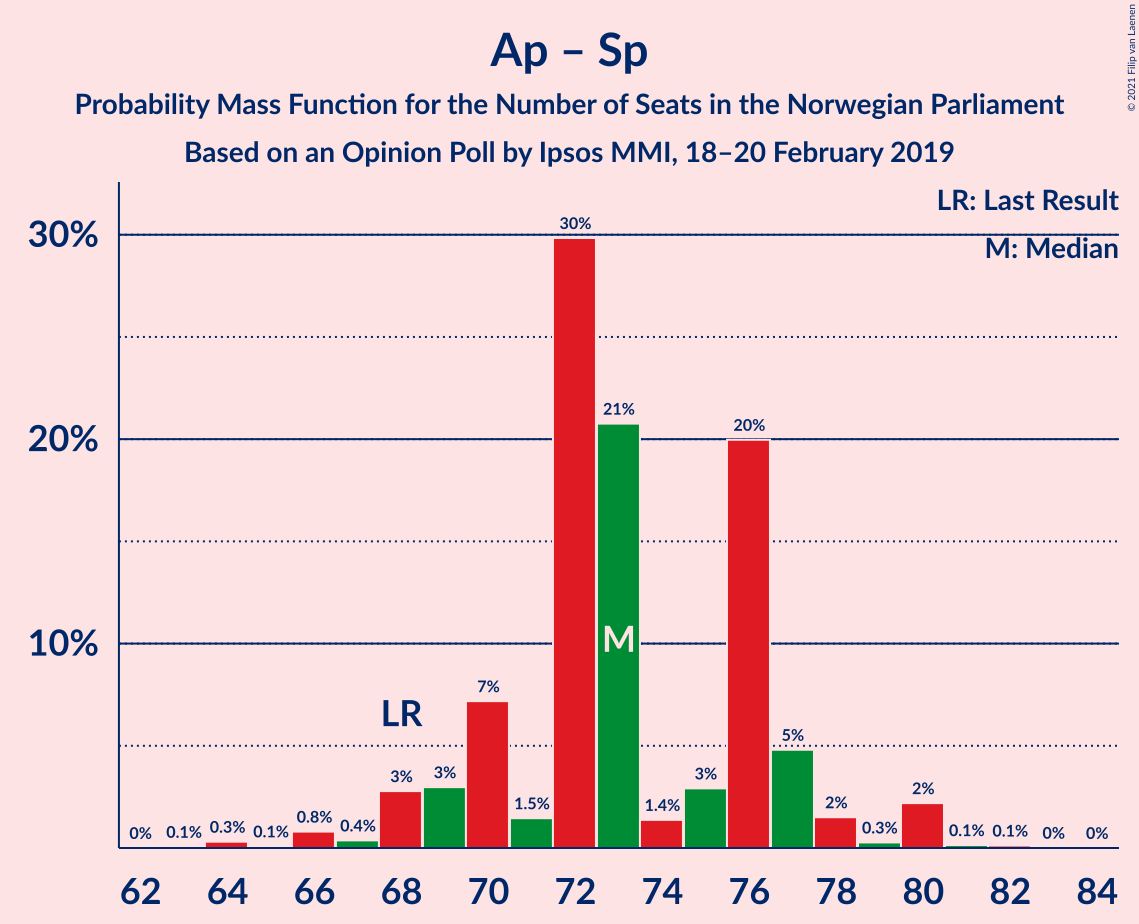 Ap – Sp
Probability Mass Function for the Number of Seats in the Norwegian Parliament
Based on an Opinion Poll by Ipsos MMI, 18–20 February 2019
© 2021 Filip van Laenen
LR: Last Result
M: Median
30%
20%
10%
0%
0.1%
0.3%
0.1%
0.8%
0.4%
3%
3%
7%
1.5%
30%
21%
1.4%
3%
20%
5%
2%
0.3%
2%
0.1%
0.1%
0%
0%
LR
M
62 64 66 68 70 72 74 76 78 80 82 84